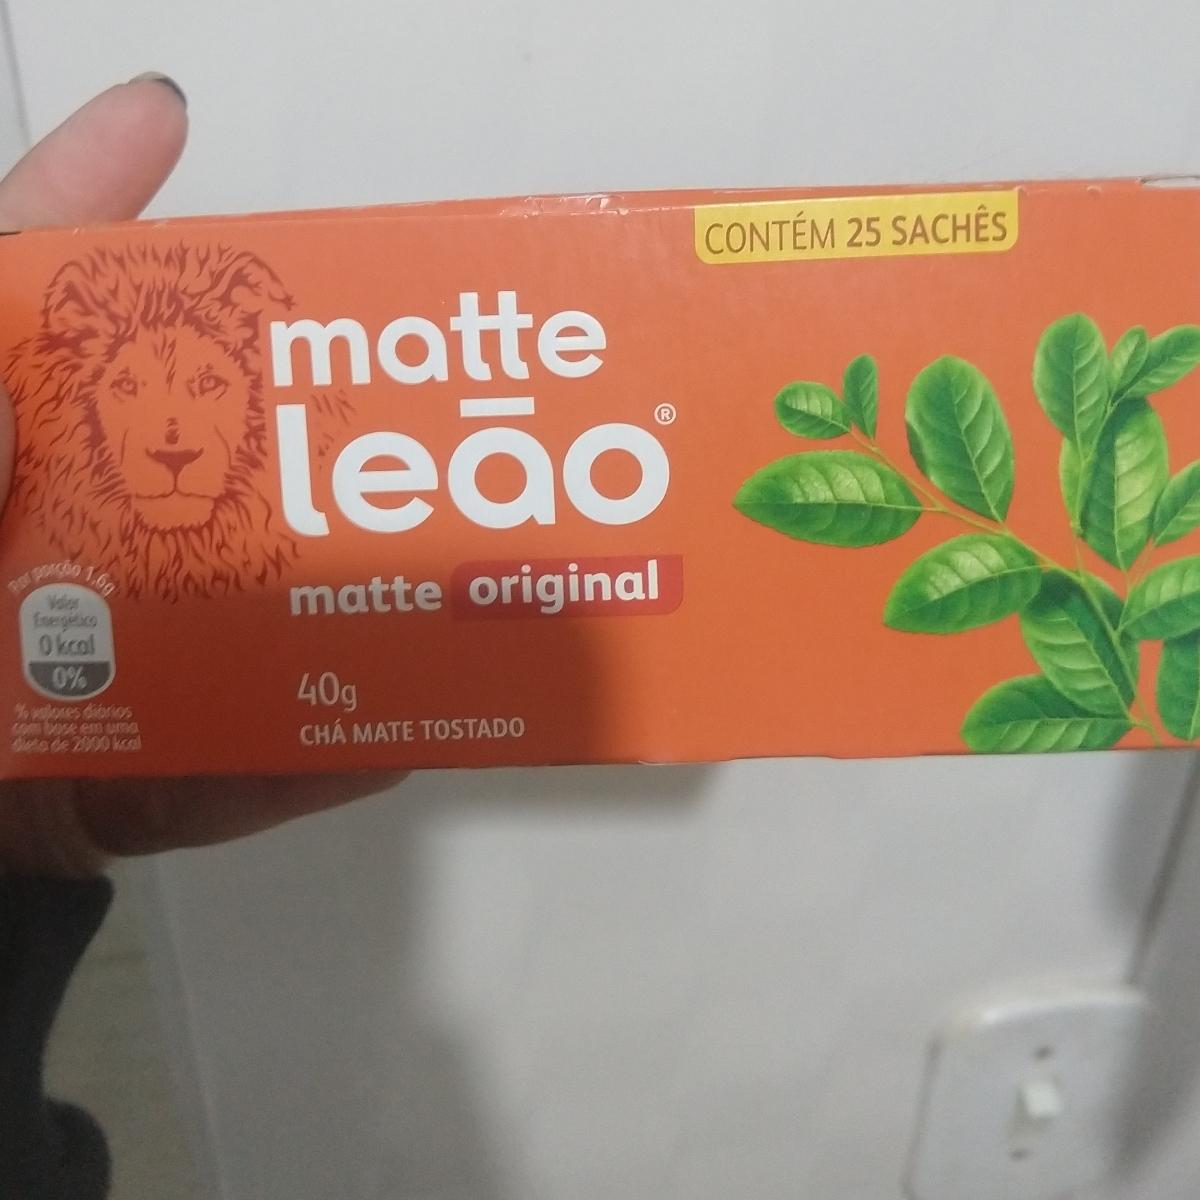 CONTÉM 25 SACHÊS
matte
leão®
matte original
Por porção 1,6g
Valor
Energético
0 kcal
0%
% valores diários
com base em uma
dieta de 2000 kcal
40g
CHÁ MATE TOSTADO